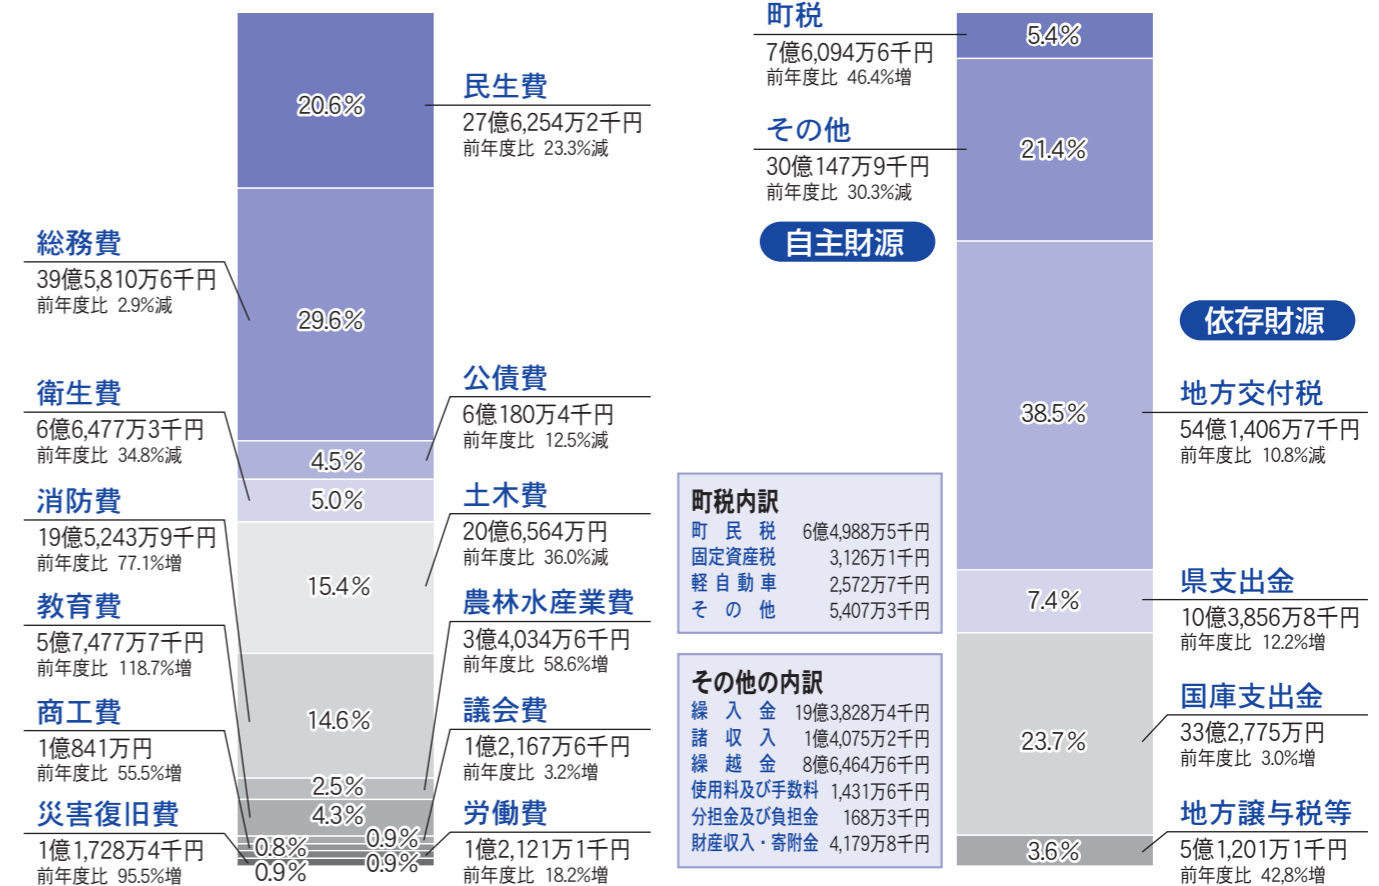 20.6%
民生費
27億6,254万2千円
前年度比 23.3%減
総務費
39億5,810万6千円
前年度比 2.9%減
29.6%
公債費
6億180万4千円
前年度比 12.5%減
4.5%
衛生費
6億6,477万3千円
前年度比 34.8%減
5.0%
土木費
20億6,564万円
前年度比 36.0%減
15.4%
消防費
19億5,243万9千円
前年度比 77.1%増
14.6%
農林水産業費
3億4,034万6千円
前年度比 58.6%増
2.5%
教育費
5億7,477万7千円
前年度比 118.7%増
4.3%
議会費
1億2,167万6千円
前年度比 3.2%増
0.9%
商工費
1億841万円
前年度比 55.5%増
0.8%
労働費
1億2,121万1千円
前年度比 18.2%増
0.9%
災害復旧費
1億1,728万4千円
前年度比 95.5%増
0.9%
町税
7億6,094万6千円
前年度比 46.4%増
5.4%
その他
30億147万9千円
前年度比 30.3%減
21.4%
自主財源
依存財源
38.5%
地方交付税
54億1,406万7千円
前年度比 10.8%減
7.4%
県支出金
10億3,856万8千円
前年度比 12.2%増
23.7%
国庫支出金
33億2,775万円
前年度比 3.0%増
3.6%
地方譲与税等
5億1,201万1千円
前年度比 42,8%増
町税内訳
町民税 6億4,988万5千円
固定資産税 3,126万1千円
軽自動車 2,572万7千円
その他 5,407万3千円
その他の内訳
繰入金 19億3,828万4千円
諸収入 1億4,075万2千円
繰越金 8億6,464万6千円
使用料及び手数料 1,431万6千円
分担金及び負担金 168万3千円
財産収入・寄附金 4,179万8千円